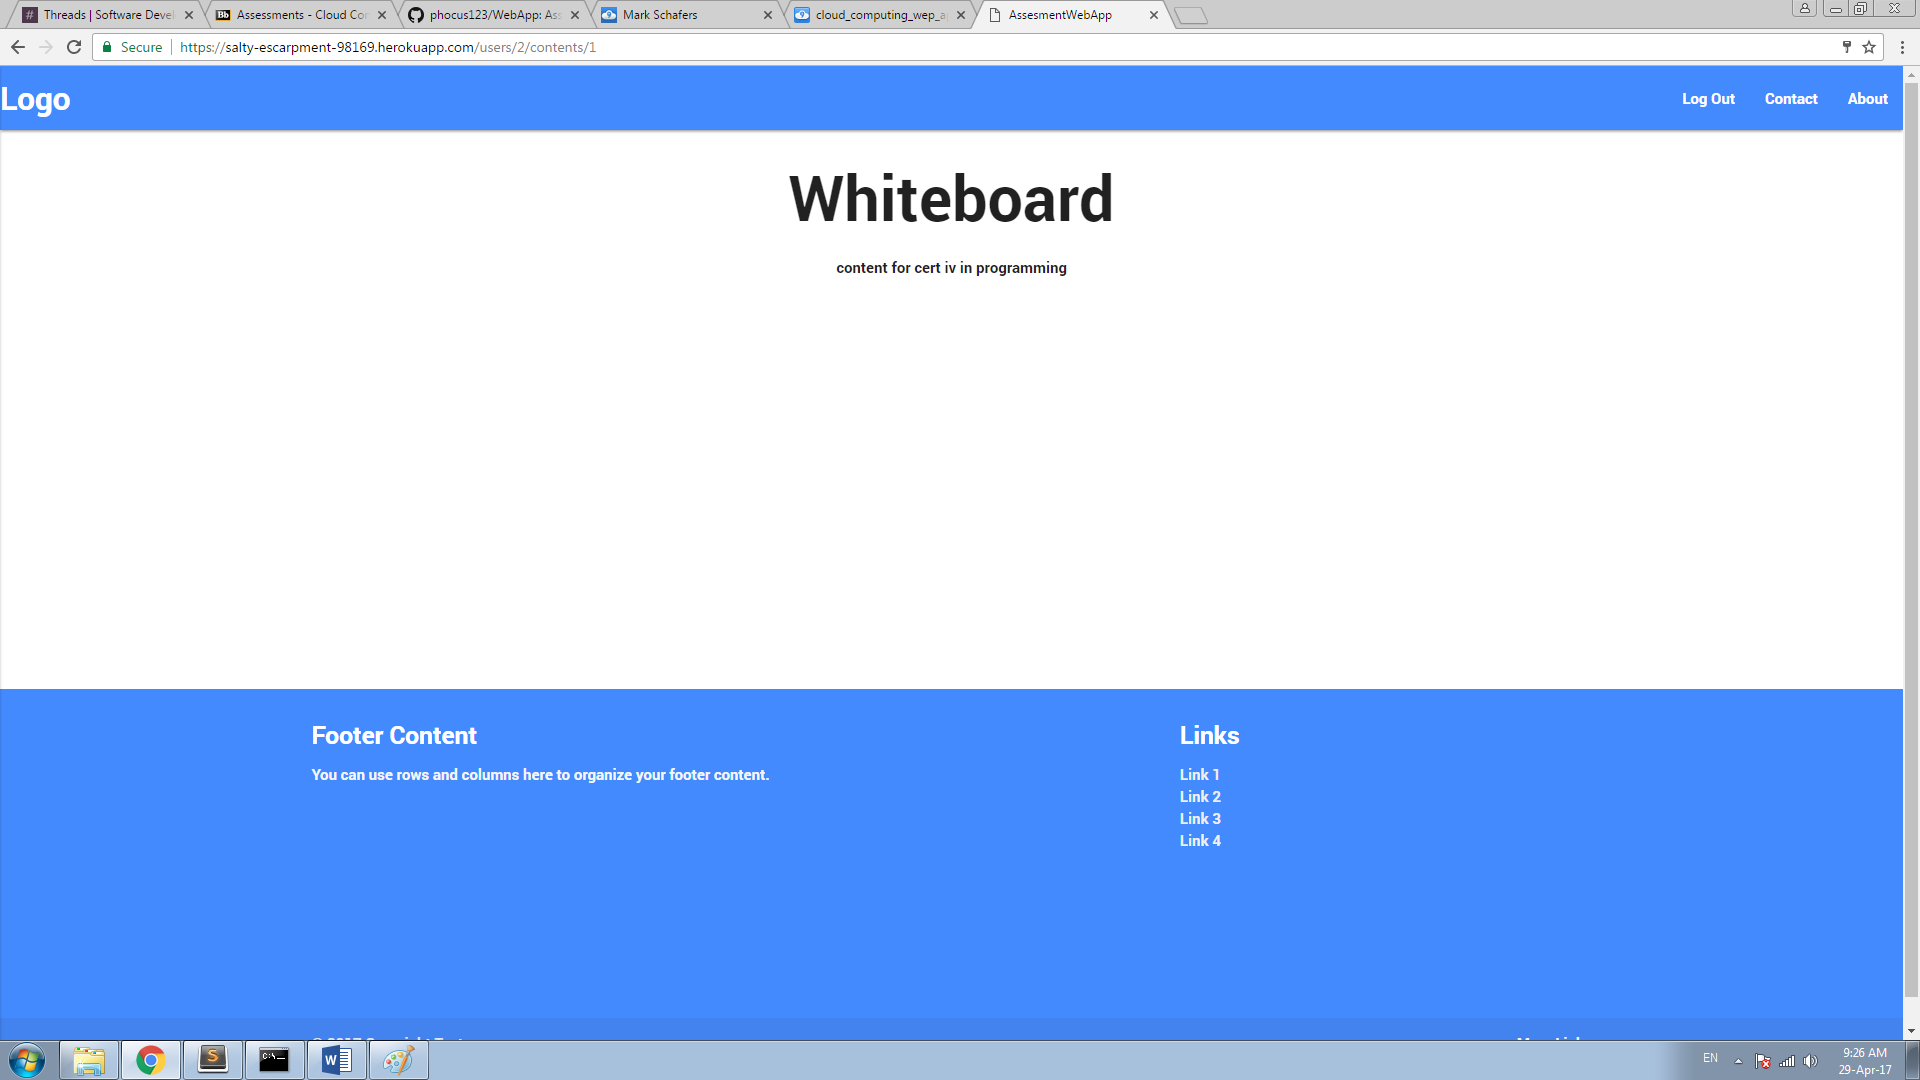 # Threads | Software Devel
Bb Assessments - Cloud Co
phocus123/WebApp: As
Mark Schafers
cloud_computing_wep_a
AssesmentWebApp
Secure https://salty-escarpment-98169.herokuapp.com/users/2/contents/1
Logo
Log Out Contact About
Whiteboard
content for cert iv in programming
Footer Content
You can use rows and columns here to organize your footer content.
Links
Link 1
Link 2
Link 3
Link 4
EN
9:26 AM
29-Apr-17